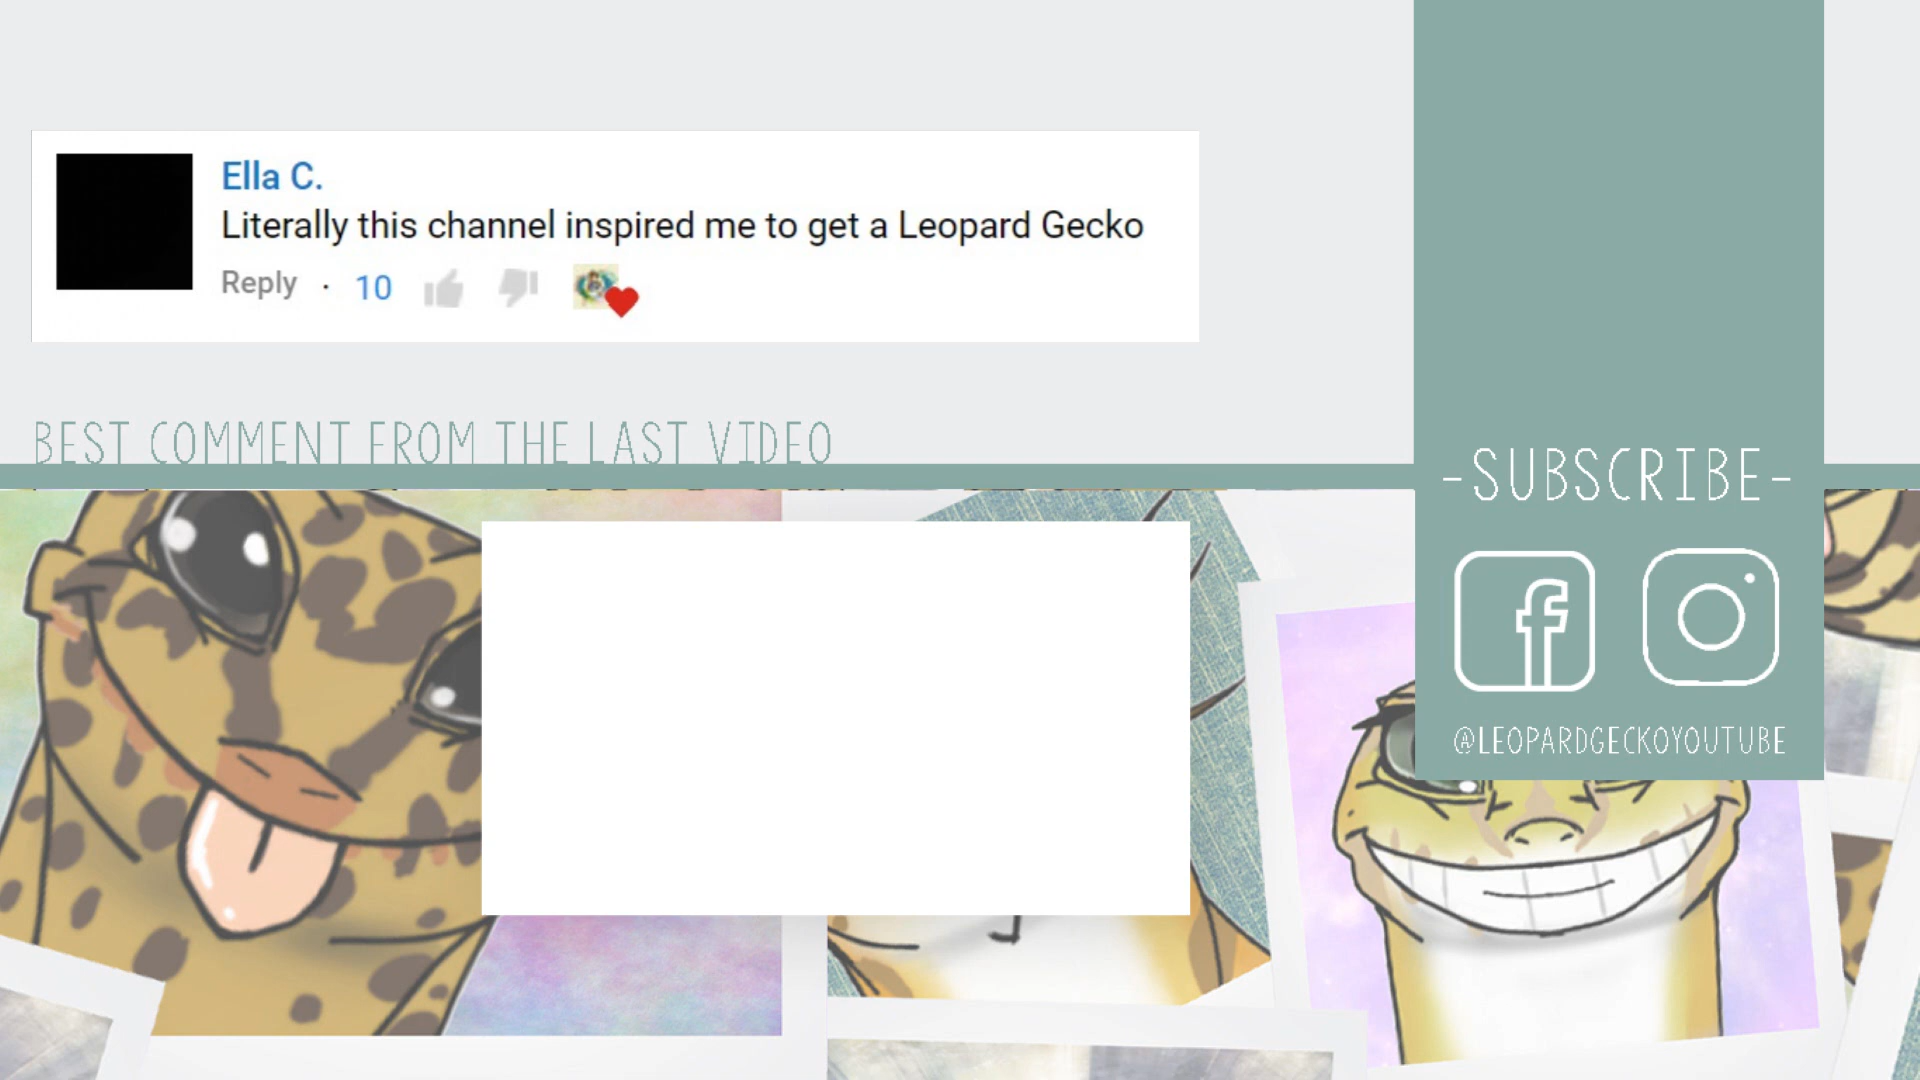 Ella C.
Literally this channel inspired me to get a Leopard Gecko
Reply · 10
BEST COMMENT FROM THE LAST VIDEO
-SUBSCRIBE-
@LEOPARDGECKOYOUTUBE